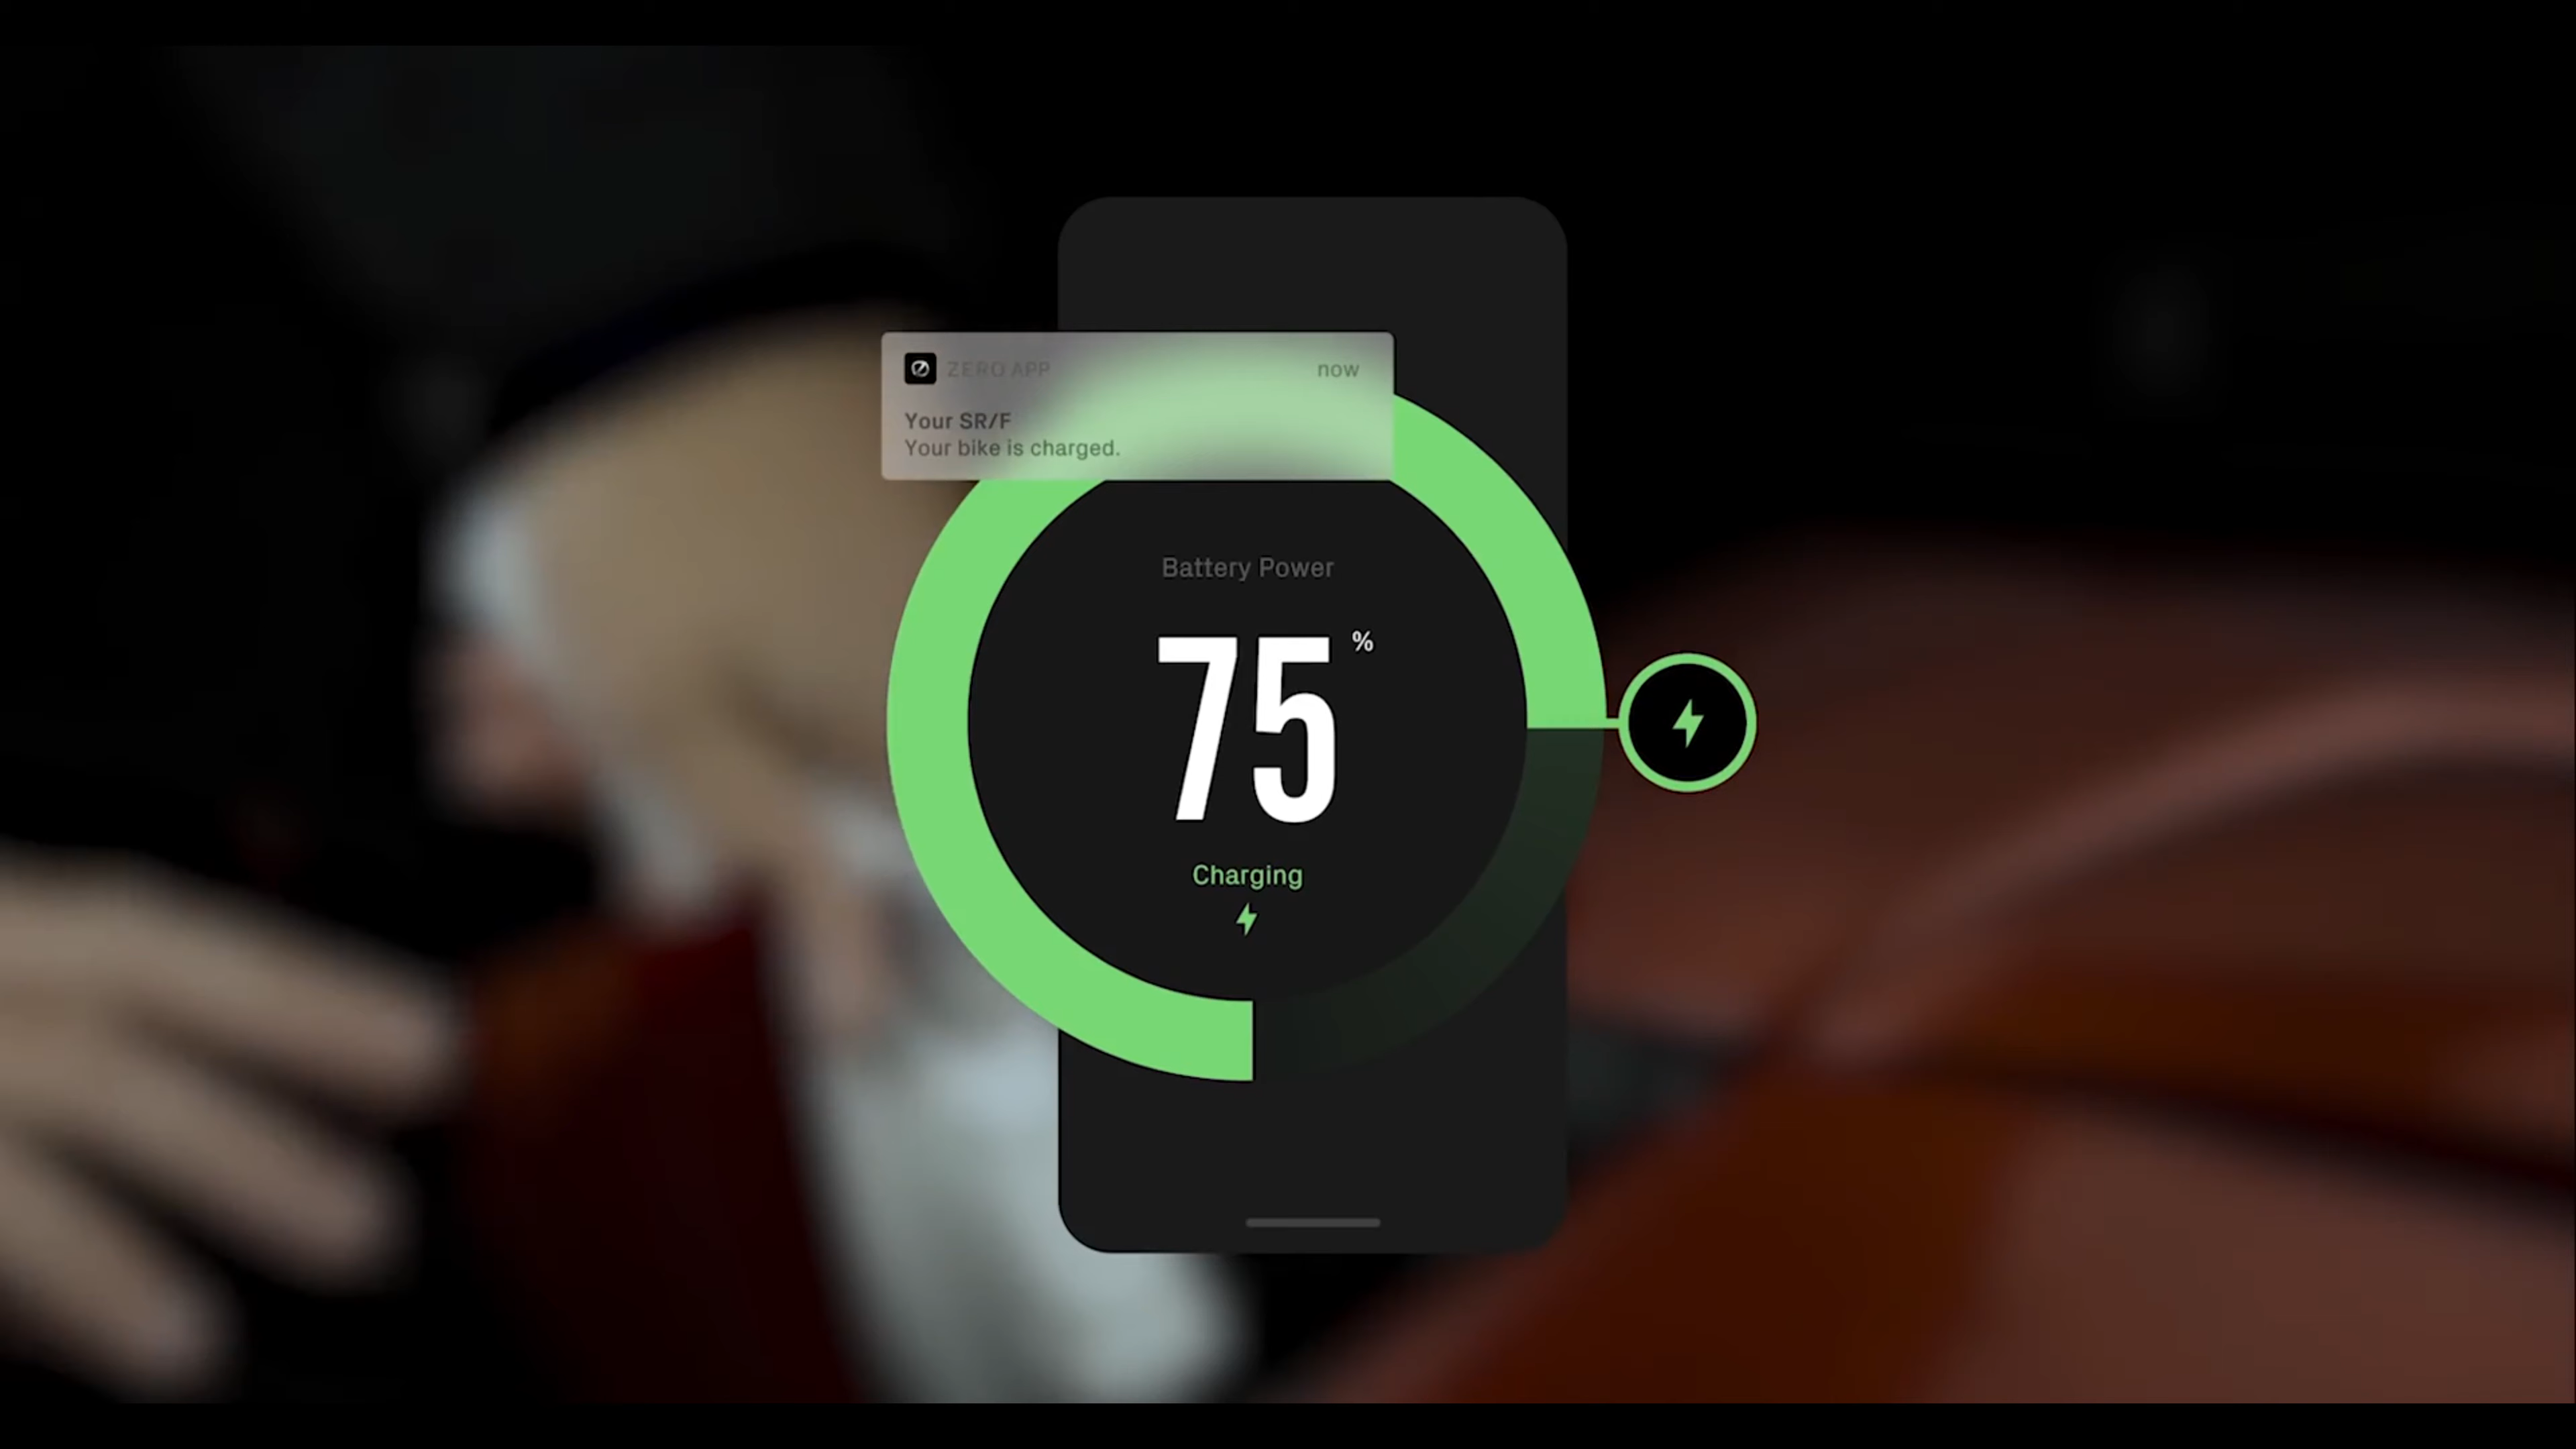 ZERO APP
now
Your SR/F
Your bike is charged.
Battery Power
75 %
Charging